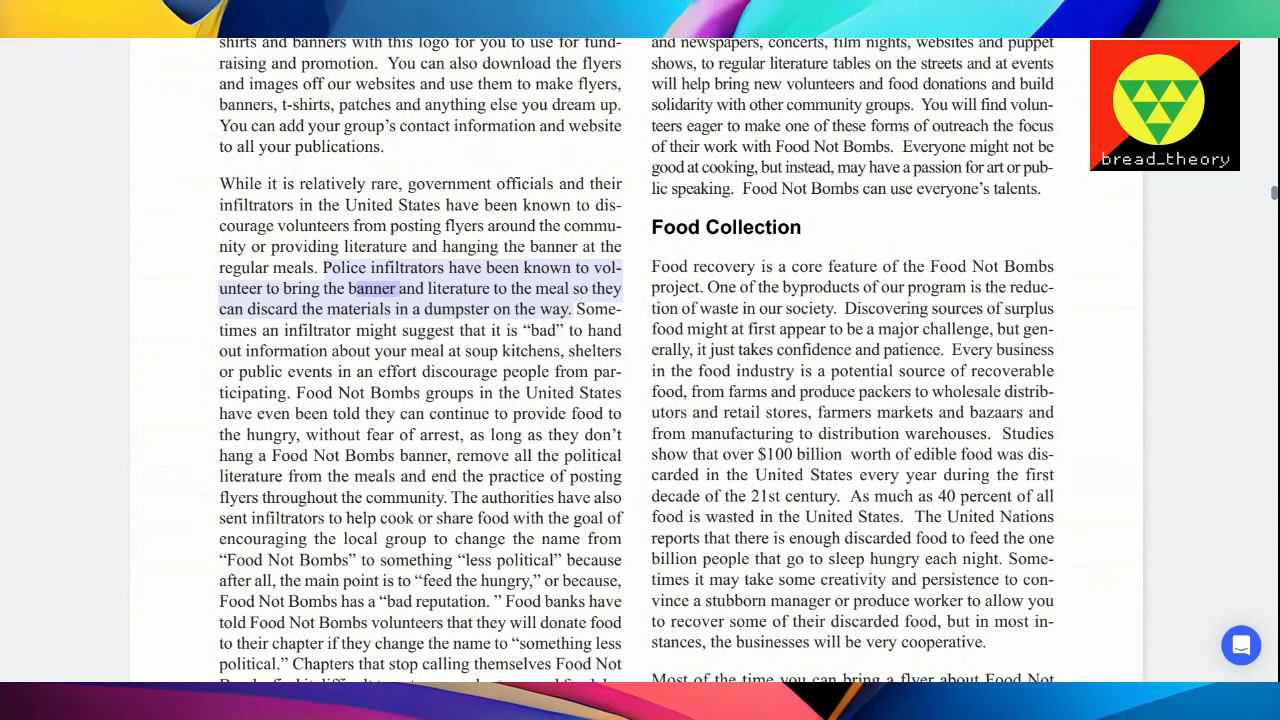 shirts and banners with this logo for you to use for fund-
raising and promotion. You can also download the flyers
and images off our websites and use them to make flyers,
banners, t-shirts, patches and anything else you dream up.
You can add your group's contact information and website
to all your publications.
While it is relatively rare, government officials and their
infiltrators in the United States have been known to dis-
courage volunteers from posting flyers around the commu-
nity or providing literature and hanging the banner at the
regular meals. Police infiltrators have been known to vol-
unteer to bring the banner and literature to the meal so they
can discard the materials in a dumpster on the way. Some-
times an infiltrator might suggest that it is “bad” to hand
out information about your meal at soup kitchens, shelters
or public events in an effort discourage people from par-
ticipating. Food Not Bombs groups in the United States
have even been told they can continue to provide food to
the hungry, without fear of arrest, as long as they don't
hang a Food Not Bombs banner, remove all the political
literature from the meals and end the practice of posting
flyers throughout the community. The authorities have also
sent infiltrators to help cook or share food with the goal of
encouraging the local group to change the name from
“Food Not Bombs” to something “less political” because
after all, the main point is to “feed the hungry,” or because,
Food Not Bombs has a “bad reputation. ” Food banks have
told Food Not Bombs volunteers that they will donate food
to their chapter if they change the name to “something less
political.” Chapters that stop calling themselves Food Not
and newspapers, concerts, film nights, websites and puppet
shows, to regular literature tables on the streets and at events
will help bring new volunteers and food donations and build
solidarity with other community groups. You will find volun-
teers eager to make one of these forms of outreach the focus
of their work with Food Not Bombs. Everyone might not be
good at cooking, but instead, may have a passion for art or pub-
lic speaking. Food Not Bombs can use everyone's talents.
Food Collection
Food recovery is a core feature of the Food Not Bombs
project. One of the byproducts of our program is the reduc-
tion of waste in our society. Discovering sources of surplus
food might at first appear to be a major challenge, but gen-
erally, it just takes confidence and patience. Every business
in the food industry is a potential source of recoverable
food, from farms and produce packers to wholesale distrib-
utors and retail stores, farmers markets and bazaars and
from manufacturing to distribution warehouses. Studies
show that over $100 billion worth of edible food was dis-
carded in the United States every year during the first
decade of the 21st century. As much as 40 percent of all
food is wasted in the United States. The United Nations
reports that there is enough discarded food to feed the one
billion people that go to sleep hungry each night. Some-
times it may take some creativity and persistence to con-
vince a stubborn manager or produce worker to allow you
to recover some of their discarded food, but in most in-
stances, the businesses will be very cooperative.
Most of the time you can bring a flyer about Food Not
bread_theory